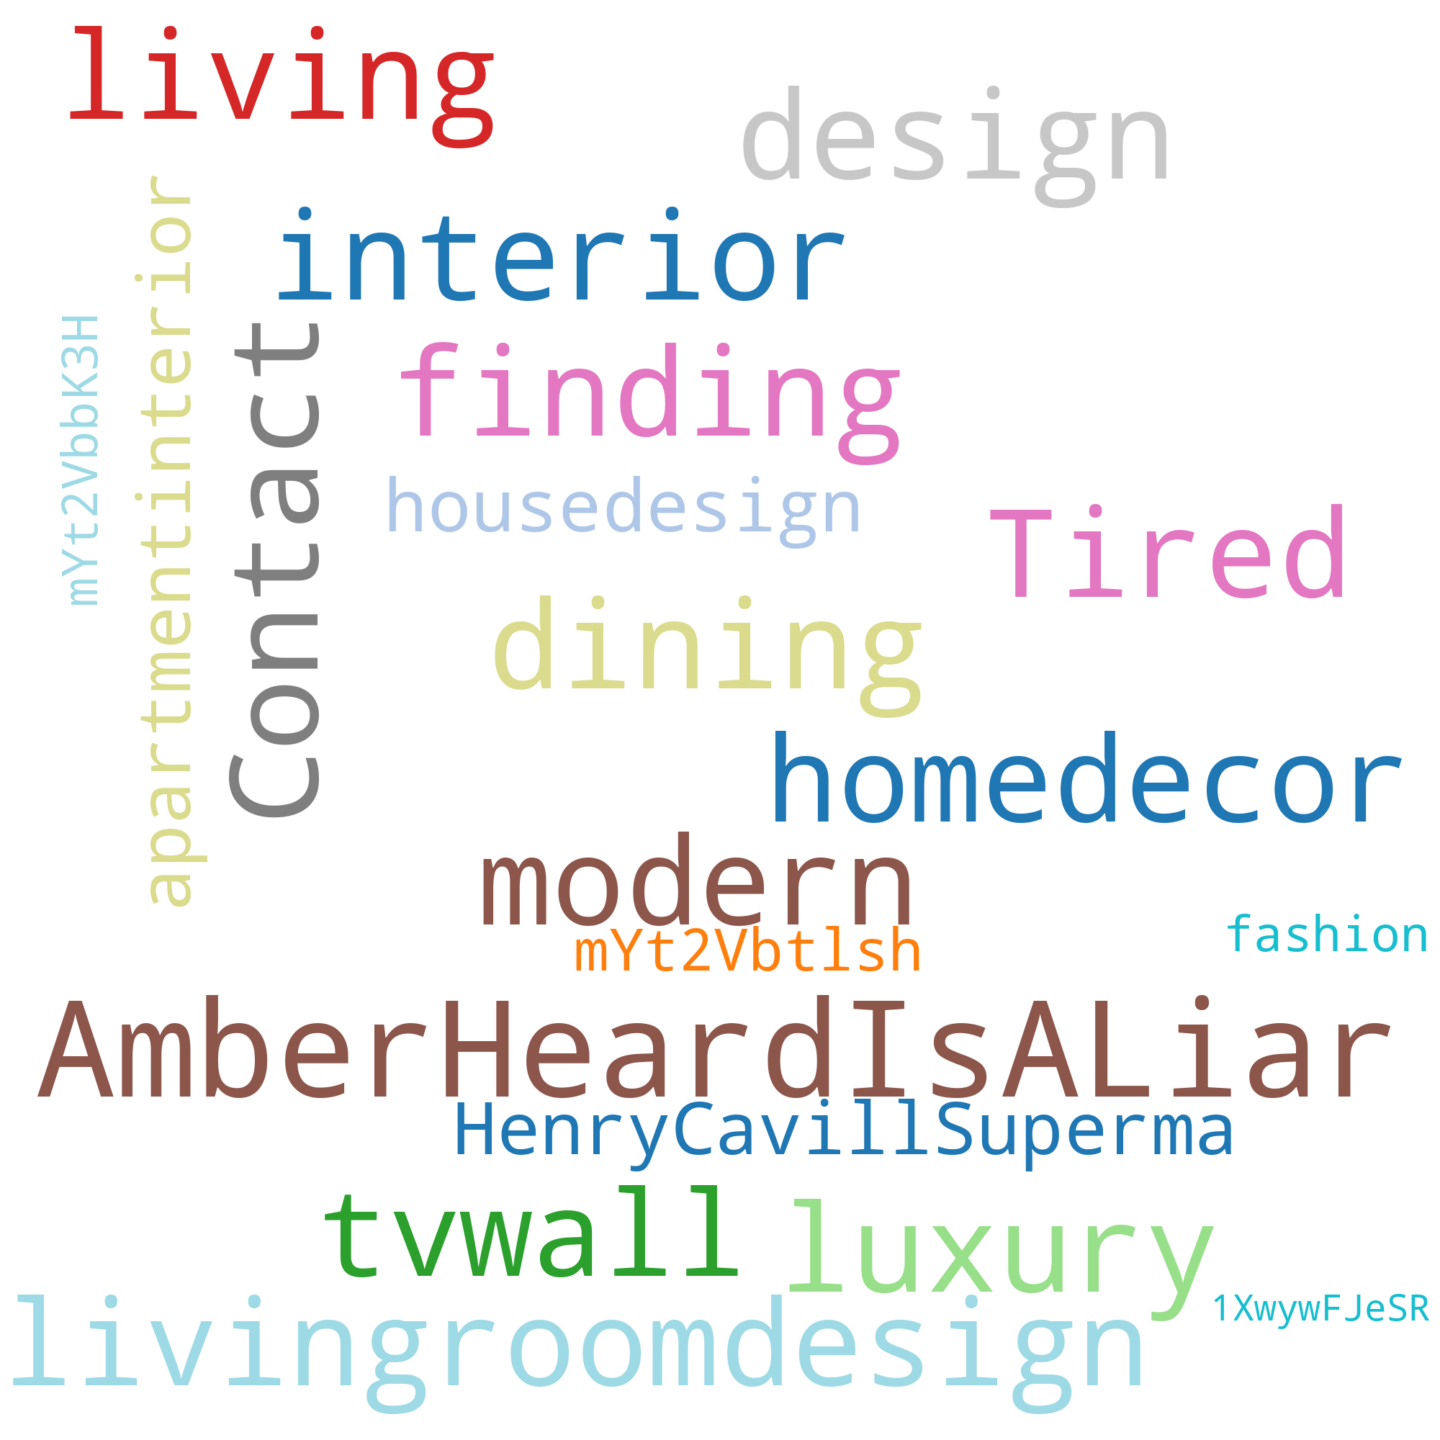 living
design
interior
apartmentinterior
mYt2VbbK3H
Contact
finding
housedesign
Tired
dining
homedecor
modern
fashion
mYt2Vbtlsh
AmberHeardIsALiar
HenryCavillSuperma
tvwall
luxury
1XwywFJeSR
livingroomdesign